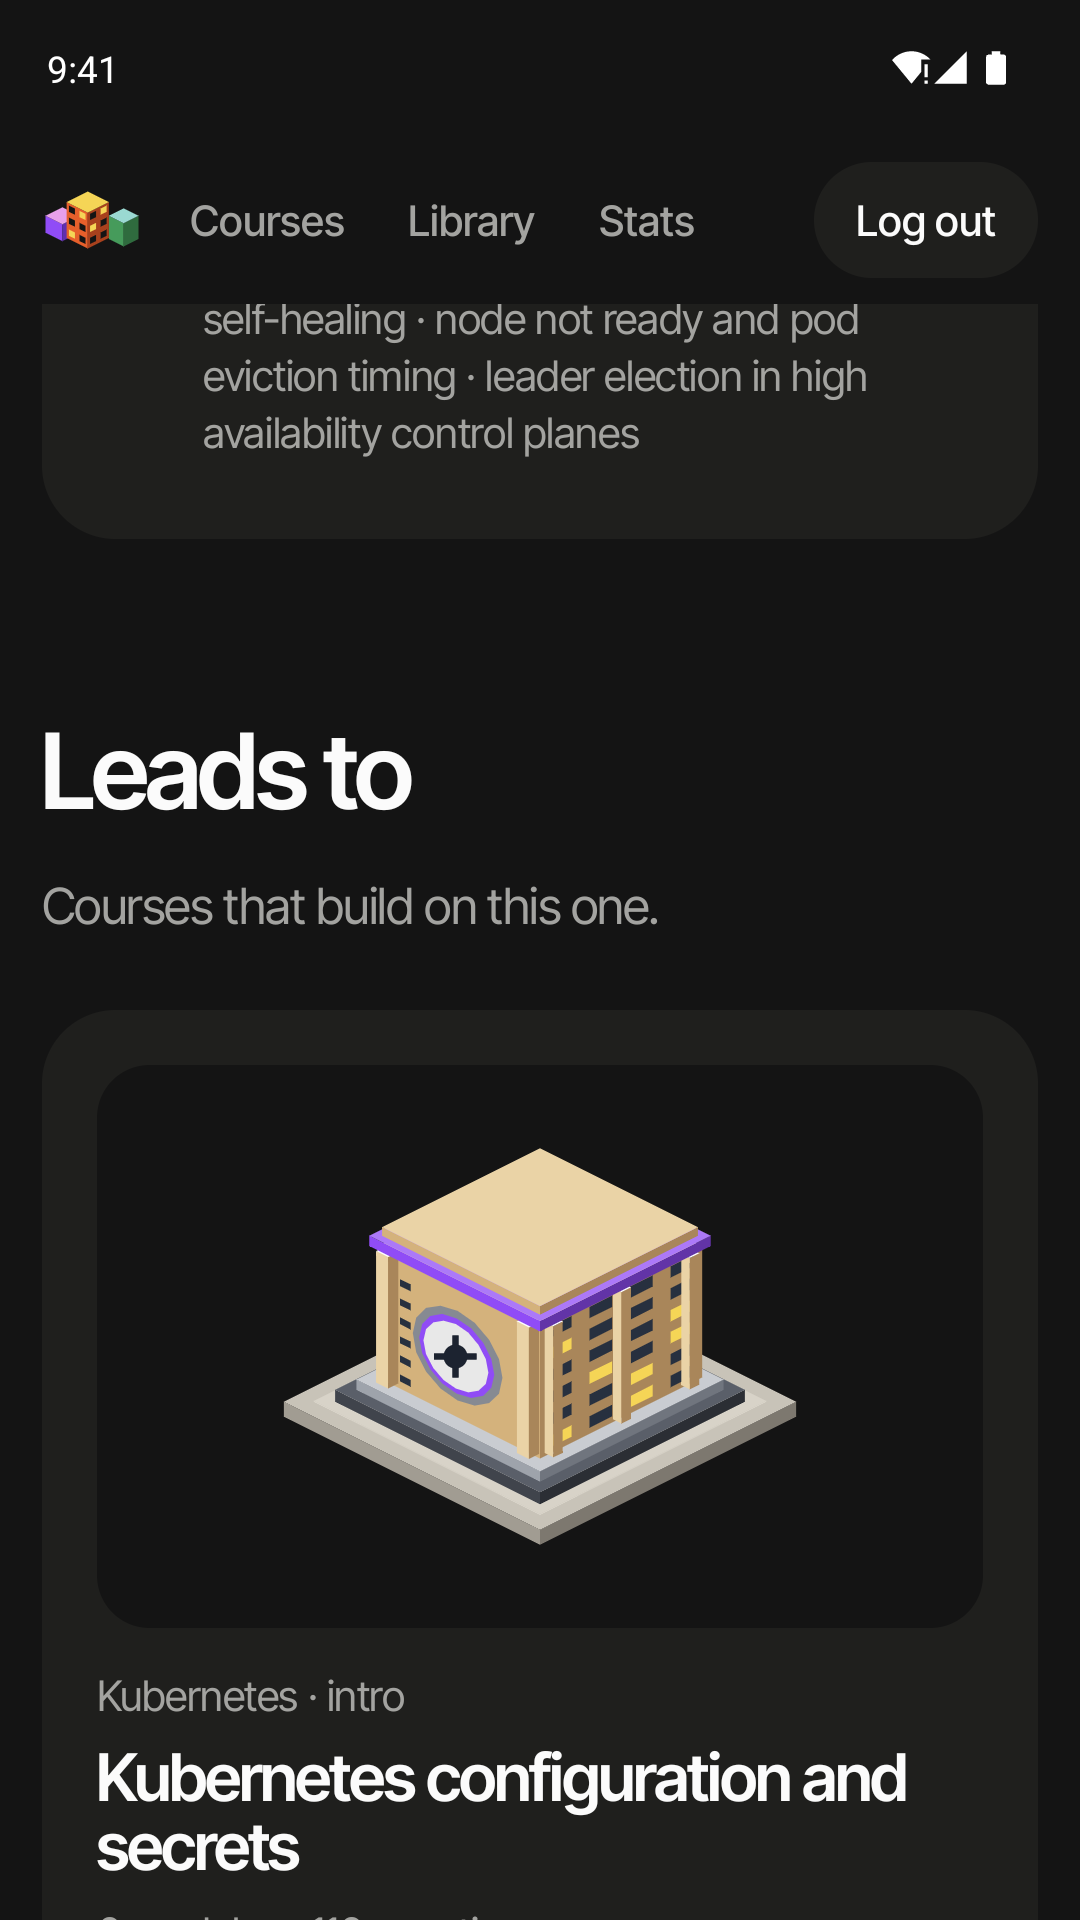 9:41
Courses
Library
Stats
Log out
self-healing · node not ready and pod
eviction timing · leader election in high
availability control planes
Leads to
Courses that build on this one.
Kubernetes · intro
Kubernetes configuration and
secrets